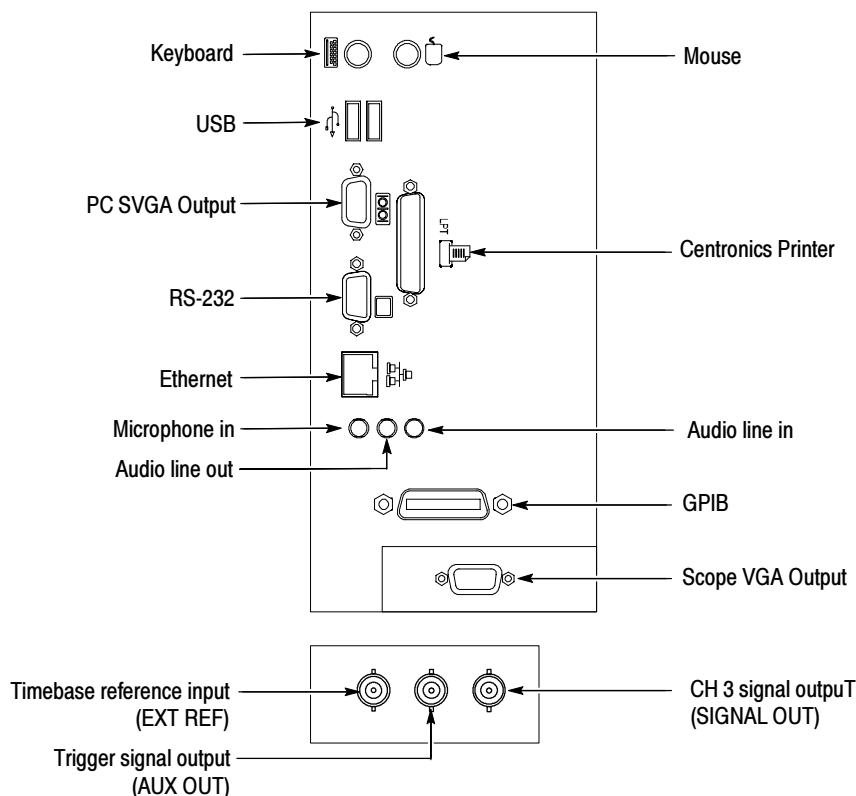 Keyboard
Mouse
USB
PC SVGA Output
LPT
Centronics Printer
RS-232
Ethernet
Microphone in
Audio line in
Audio line out
GPIB
Scope VGA Output
Timebase reference input
(EXT REF)
CH 3 signal outpuT
(SIGNAL OUT)
Trigger signal output
(AUX OUT)